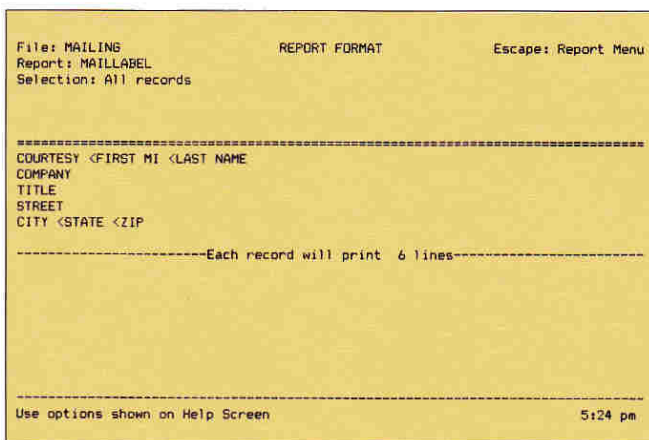 File: MAILING REPORT FORMAT Escape: Report Menu
Report: MAILLABEL
Selection: All records
COURTESY <FIRST MI <LAST NAME
COMPANY
TITLE
STREET
CITY <STATE <ZIP
Each record will print 6 lines
Use options shown on Help Screen 5:24 pm